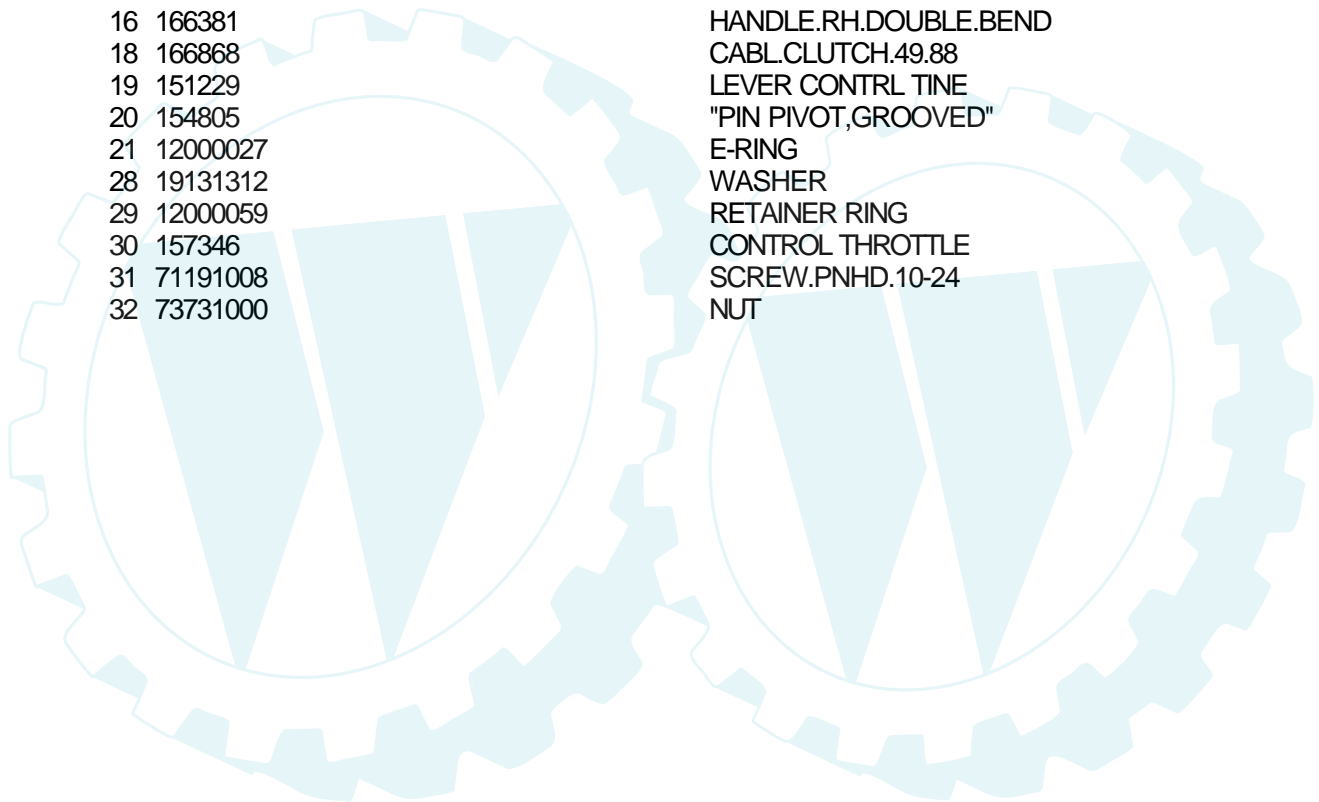 16 166381 HANDLE.RH.DOUBLE.BEND
18 166868 CABL.CLUTCH.49.88
19 151229 LEVER CONTRL TINE
20 154805 "PIN PIVOT,GROOVED"
21 12000027 E-RING
28 19131312 WASHER
29 12000059 RETAINER RING
30 157346 CONTROL THROTTLE
31 71191008 SCREW.PNHD.10-24
32 73731000 NUT